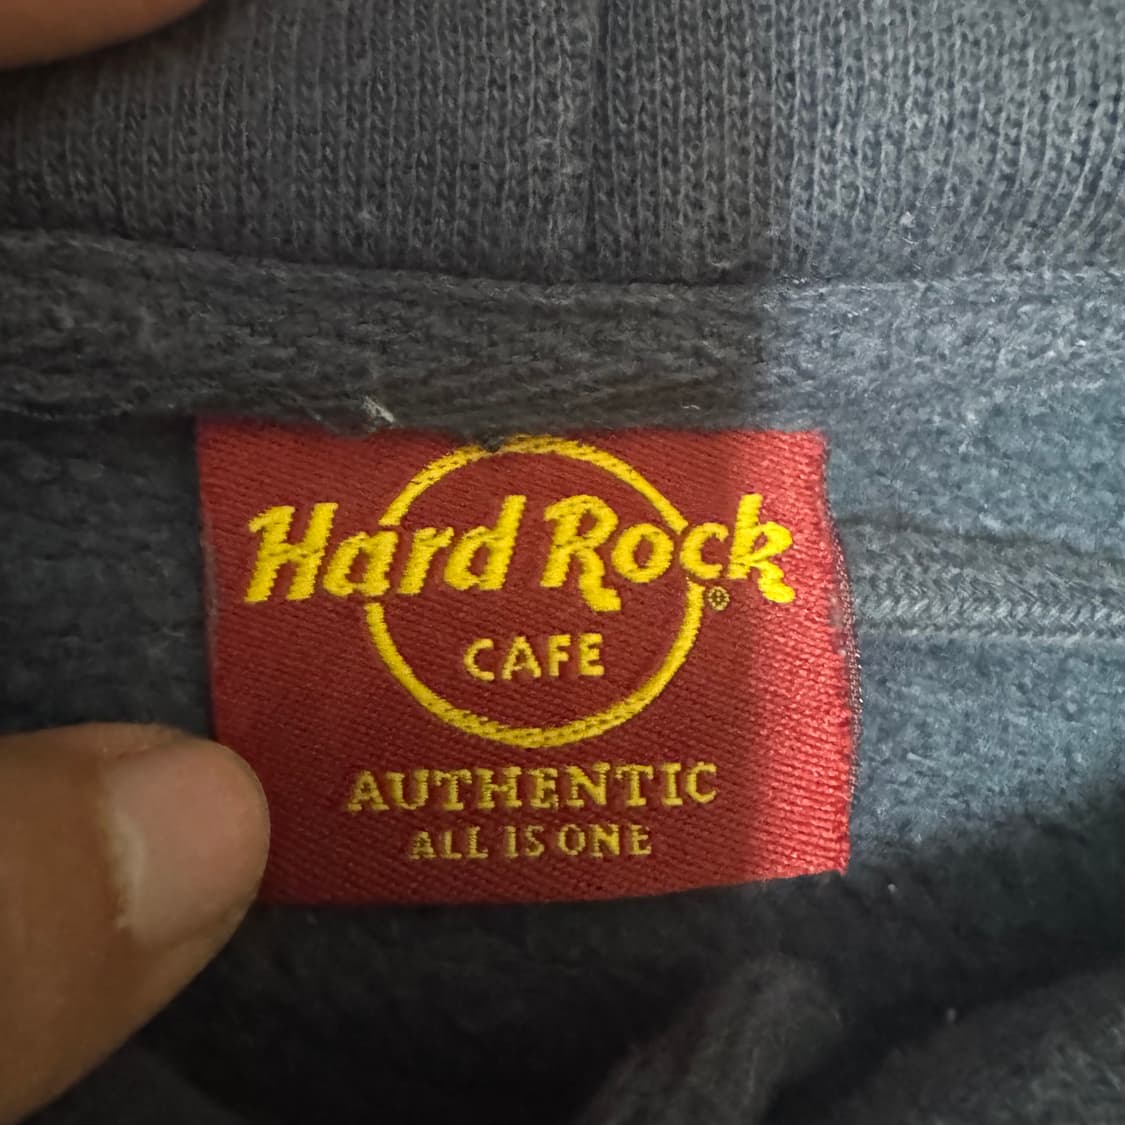 Hard Rock ®
CAFE
AUTHENTIC
ALL IS ONE